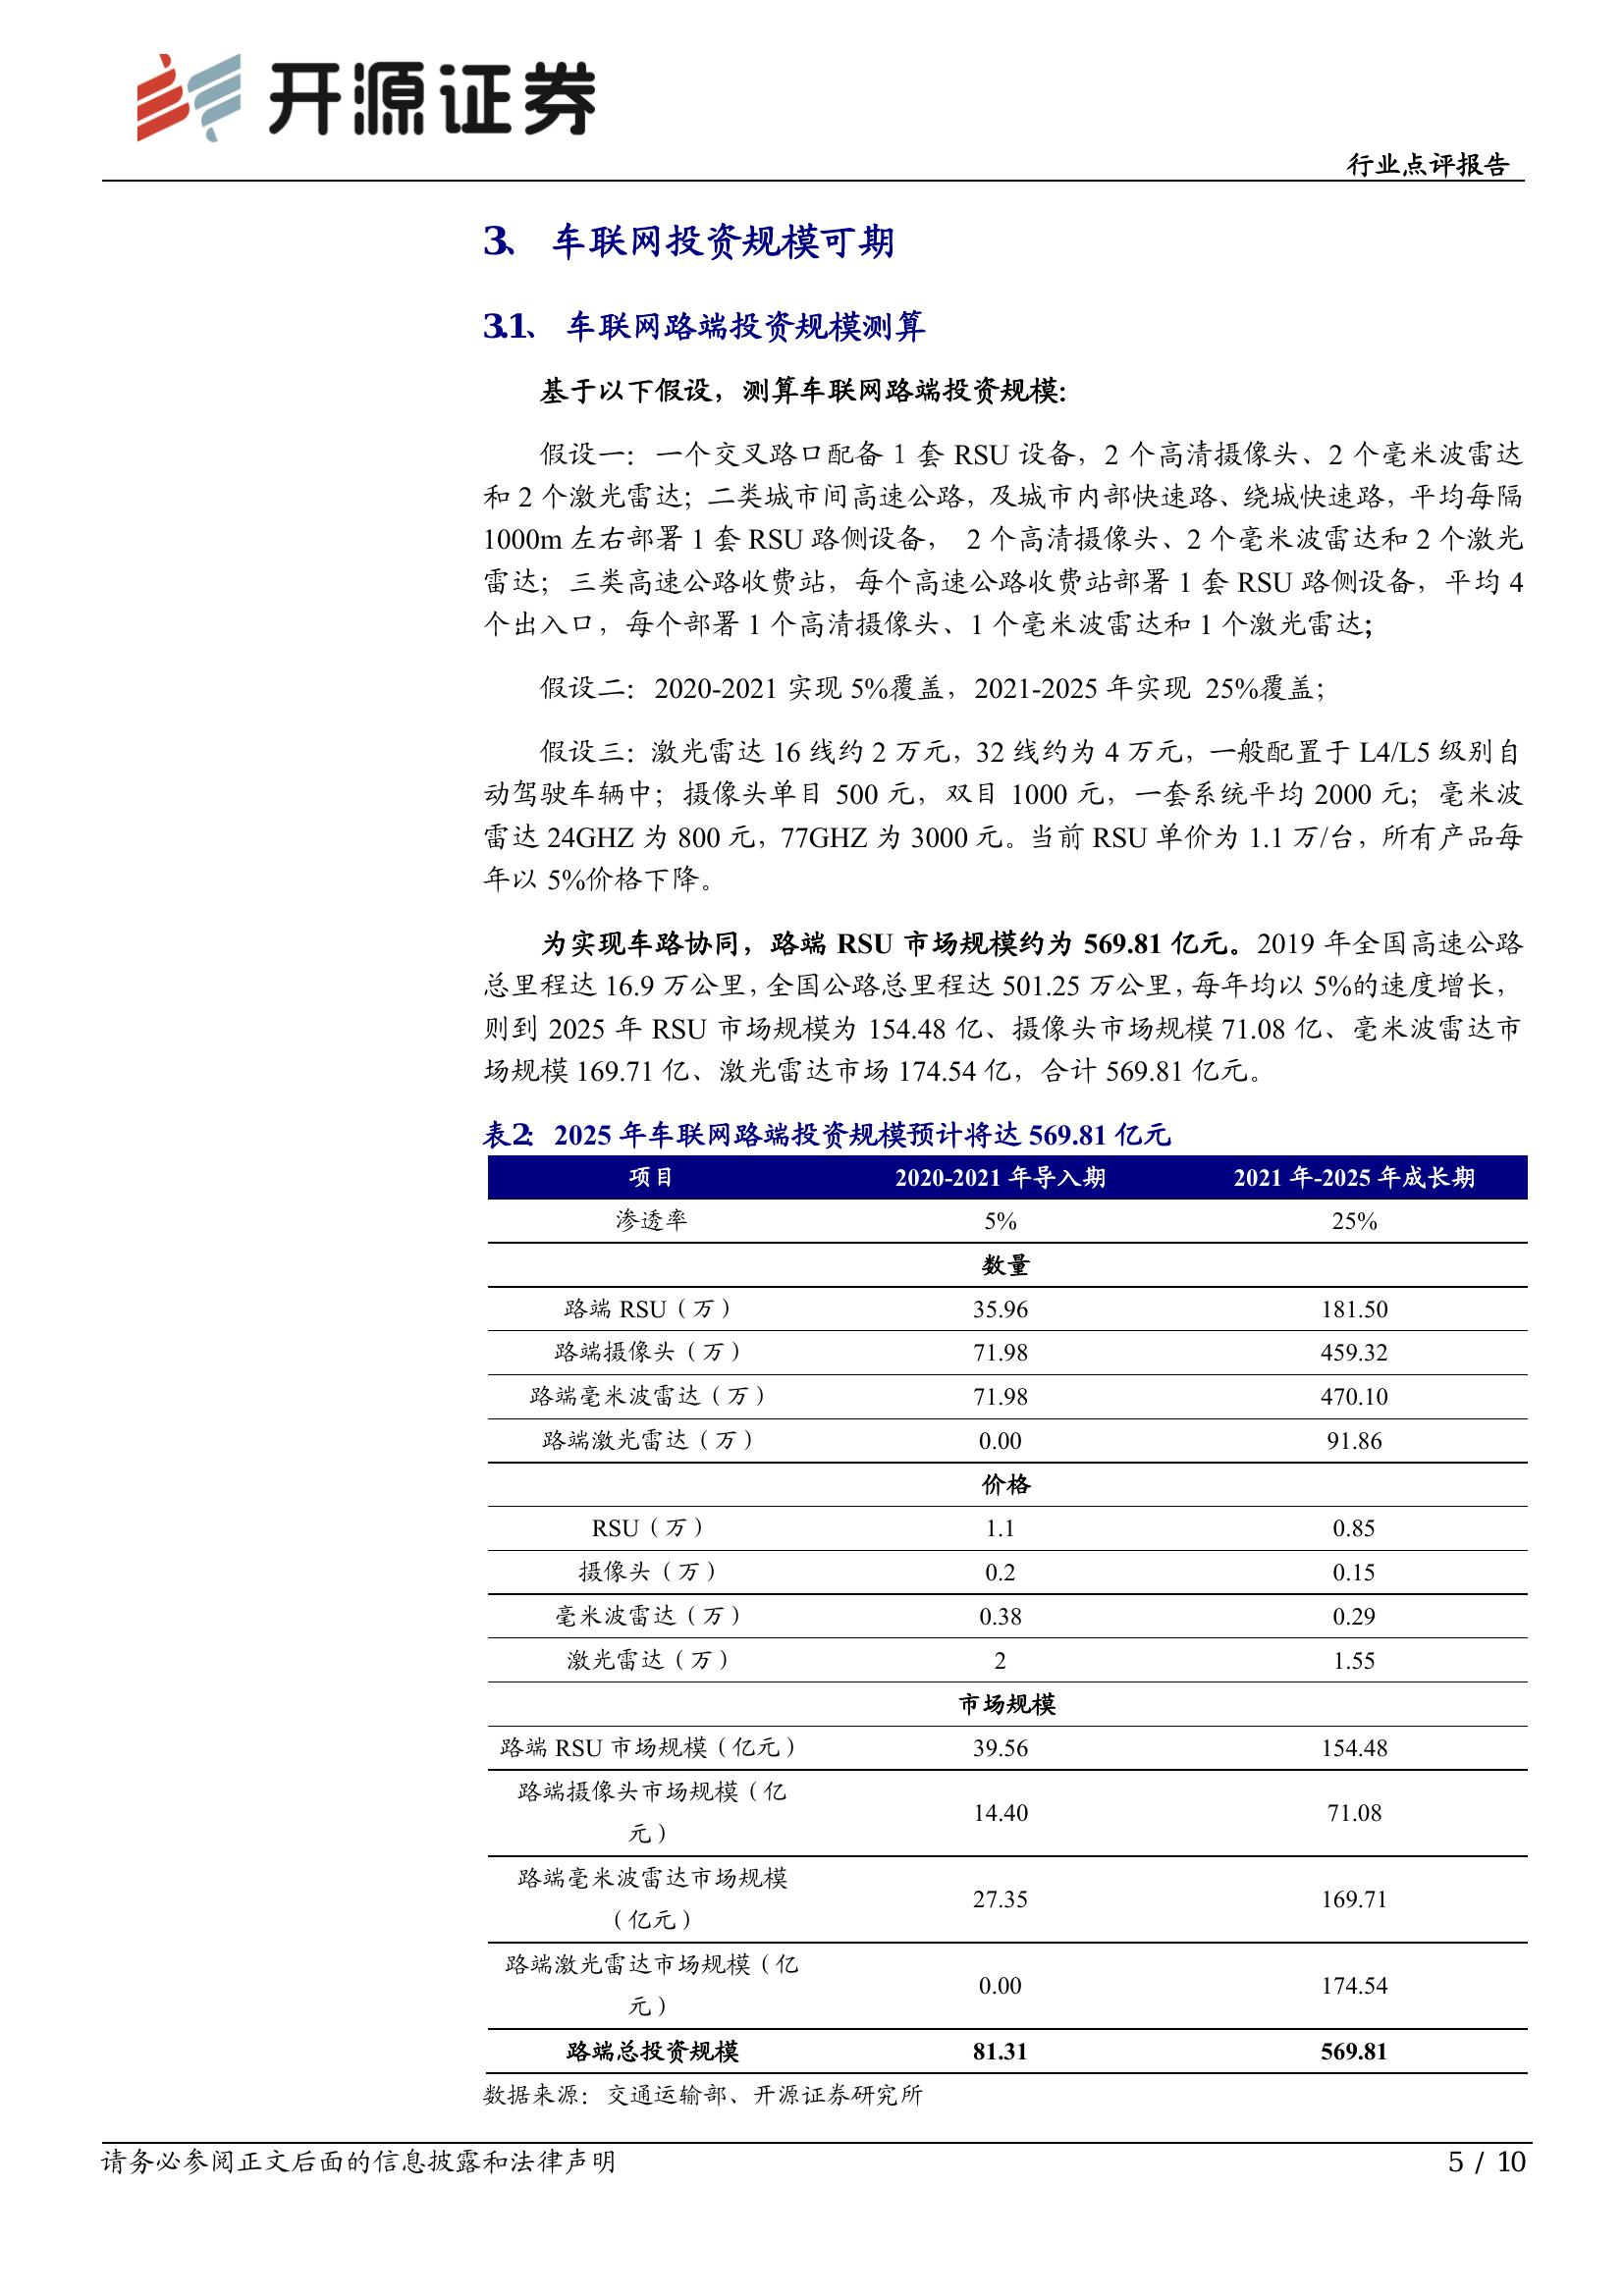 开源证券
行业点评报告
3、 车联网投资规模可期
3.1、 车联网路端投资规模测算
基于以下假设，测算车联网路端投资规模：
假设一：一个交叉路口配备 1 套 RSU 设备，2 个高清摄像头、2 个毫米波雷达
和 2 个激光雷达；二类城市间高速公路，及城市内部快速路、绕城快速路，平均每隔
1000m 左右部署 1 套 RSU 路侧设备， 2 个高清摄像头、2 个毫米波雷达和 2 个激光
雷达；三类高速公路收费站，每个高速公路收费站部署 1 套 RSU 路侧设备，平均 4
个出入口，每个部署 1 个高清摄像头、1 个毫米波雷达和 1 个激光雷达；
假设二：2020-2021 实现 5%覆盖，2021-2025 年实现 25%覆盖；
假设三：激光雷达 16 线约 2 万元，32 线约为 4 万元，一般配置于 L4/L5 级别自
动驾驶车辆中；摄像头单目 500 元，双目 1000 元，一套系统平均 2000 元；毫米波
雷达 24GHZ 为 800 元，77GHZ 为 3000 元。当前 RSU 单价为 1.1 万/台，所有产品每
年以 5%价格下降。
为实现车路协同，路端 RSU 市场规模约为 569.81 亿元。2019 年全国高速公路
总里程达 16.9 万公里，全国公路总里程达 501.25 万公里，每年均以 5%的速度增长，
则到 2025 年 RSU 市场规模为 154.48 亿、摄像头市场规模 71.08 亿、毫米波雷达市
场规模 169.71 亿、激光雷达市场 174.54 亿，合计 569.81 亿元。
表2： 2025 年车联网路端投资规模预计将达 569.81 亿元
项目 2020-2021 年导入期 2021 年-2025 年成长期
渗透率 5% 25%
数量
路端 RSU（万） 35.96 181.50
路端摄像头（万） 71.98 459.32
路端毫米波雷达（万） 71.98 470.10
路端激光雷达（万） 0.00 91.86
价格
RSU（万） 1.1 0.85
摄像头（万） 0.2 0.15
毫米波雷达（万） 0.38 0.29
激光雷达（万） 2 1.55
市场规模
路端 RSU 市场规模（亿元） 39.56 154.48
路端摄像头市场规模（亿
元） 14.40 71.08
路端毫米波雷达市场规模
（亿元） 27.35 169.71
路端激光雷达市场规模（亿
元） 0.00 174.54
路端总投资规模 81.31 569.81
数据来源：交通运输部、开源证券研究所
请务必参阅正文后面的信息披露和法律声明 5 / 10